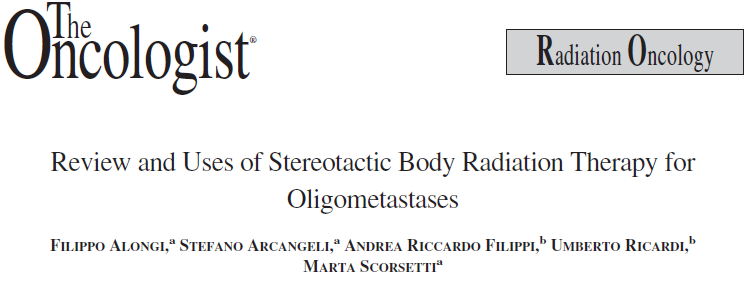 The
Oncologist®
Radiation Oncology
Review and Uses of Stereotactic Body Radiation Therapy for
Oligometastases
FILIPPO ALONGI,ᵃ STEFANO ARCANGELI,ᵃ ANDREA RICCARDO FILIPPI,ᵇ UMBERTO RICARDI,ᵇ
MARTA SCORSETTIᵃ